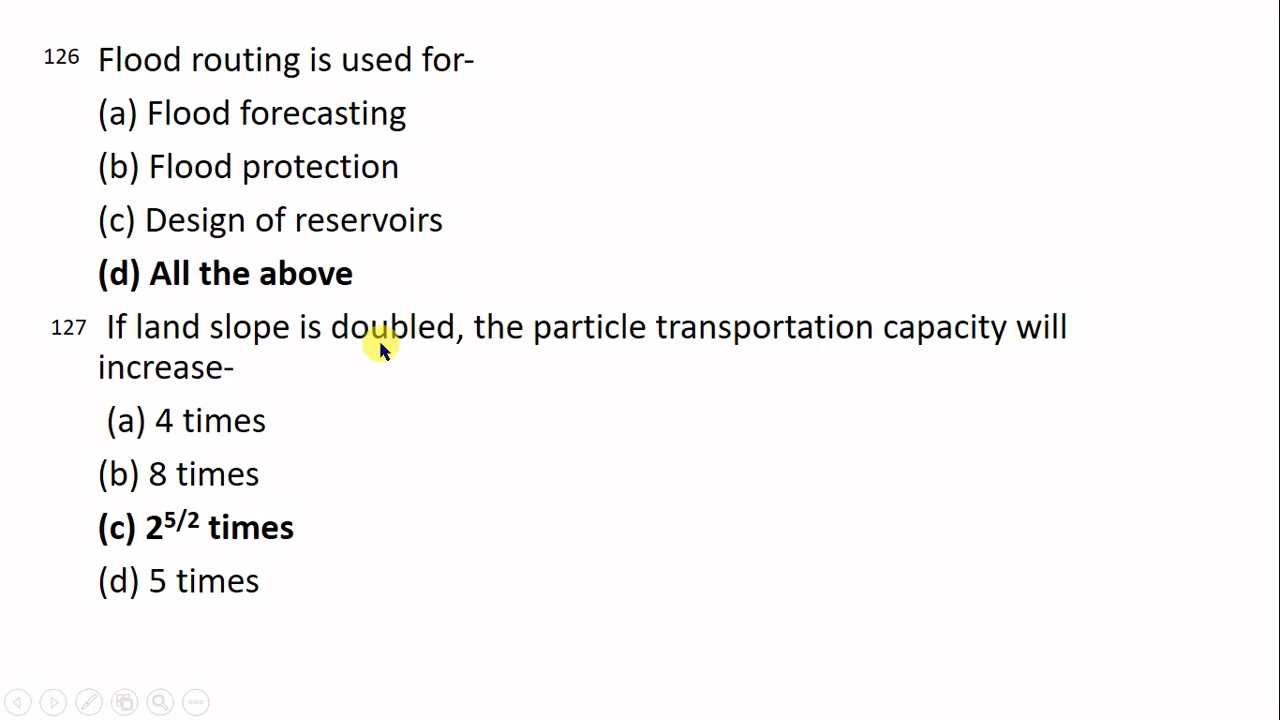 126 Flood routing is used for-
(a) Flood forecasting
(b) Flood protection
(c) Design of reservoirs
(d) All the above
127 If land slope is doubled, the particle transportation capacity will
increase-
(a) 4 times
(b) 8 times
(c) 2^5/2 times
(d) 5 times